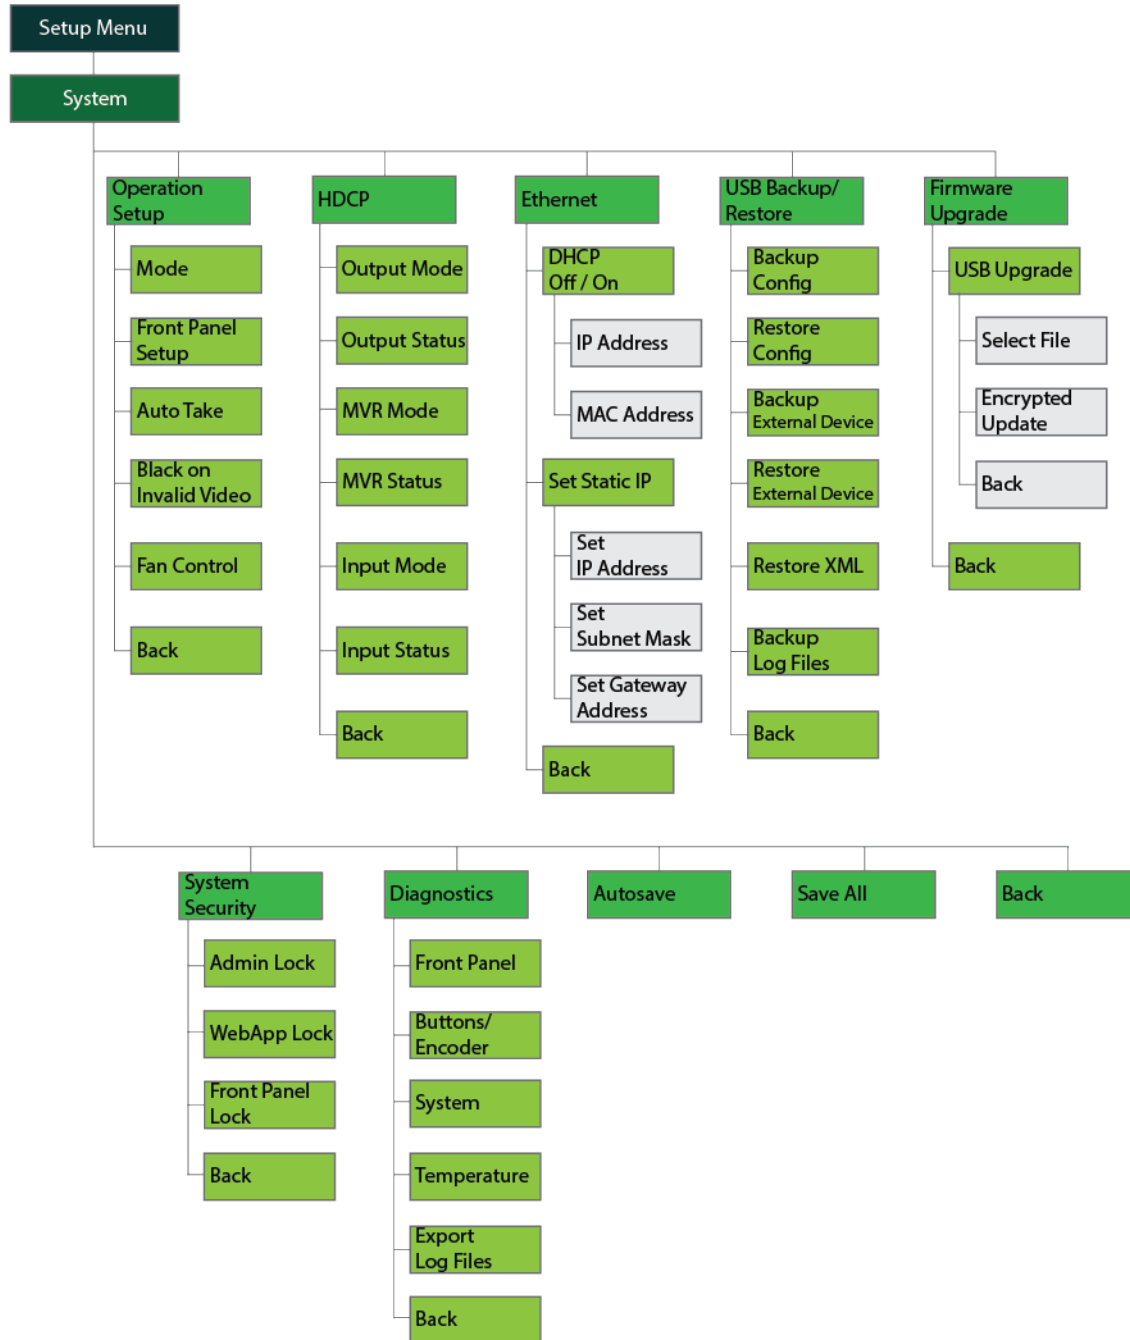 Setup Menu
System
Operation
Setup
Mode
Front Panel
Setup
Auto Take
Black on
Invalid Video
Fan Control
Back
HDCP
Output Mode
Output Status
MVR Mode
MVR Status
Input Mode
Input Status
Back
Ethernet
DHCP
Off / On
IP Address
MAC Address
Set Static IP
Set
IP Address
Set
Subnet Mask
Set Gateway
Address
Back
USB Backup/
Restore
Backup
Config
Restore
Config
Backup
External Device
Restore
External Device
Restore XML
Backup
Log Files
Back
Firmware
Upgrade
USB Upgrade
Select File
Encrypted
Update
Back
Back
System
Security
Admin Lock
WebApp Lock
Front Panel
Lock
Back
Diagnostics
Front Panel
Buttons/
Encoder
System
Temperature
Export
Log Files
Back
Autosave
Save All
Back